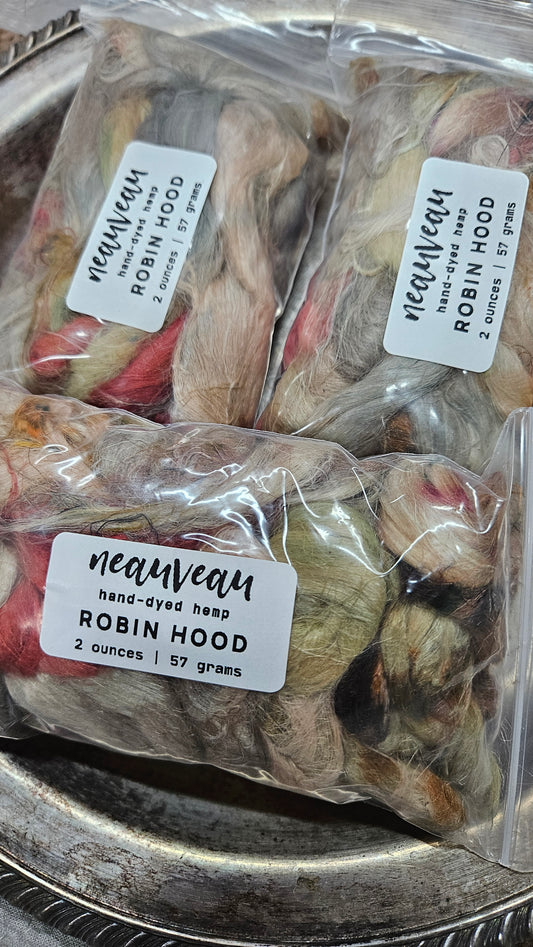 neauveau
hand-dyed hemp
ROBIN HOOD
2 ounces | 57 grams
neauveau
hand-dyed hemp
ROBIN HOOD
2 ounces | 57 grams
neauveau
hand-dyed hemp
ROBIN HOOD
2 ounces | 57 grams